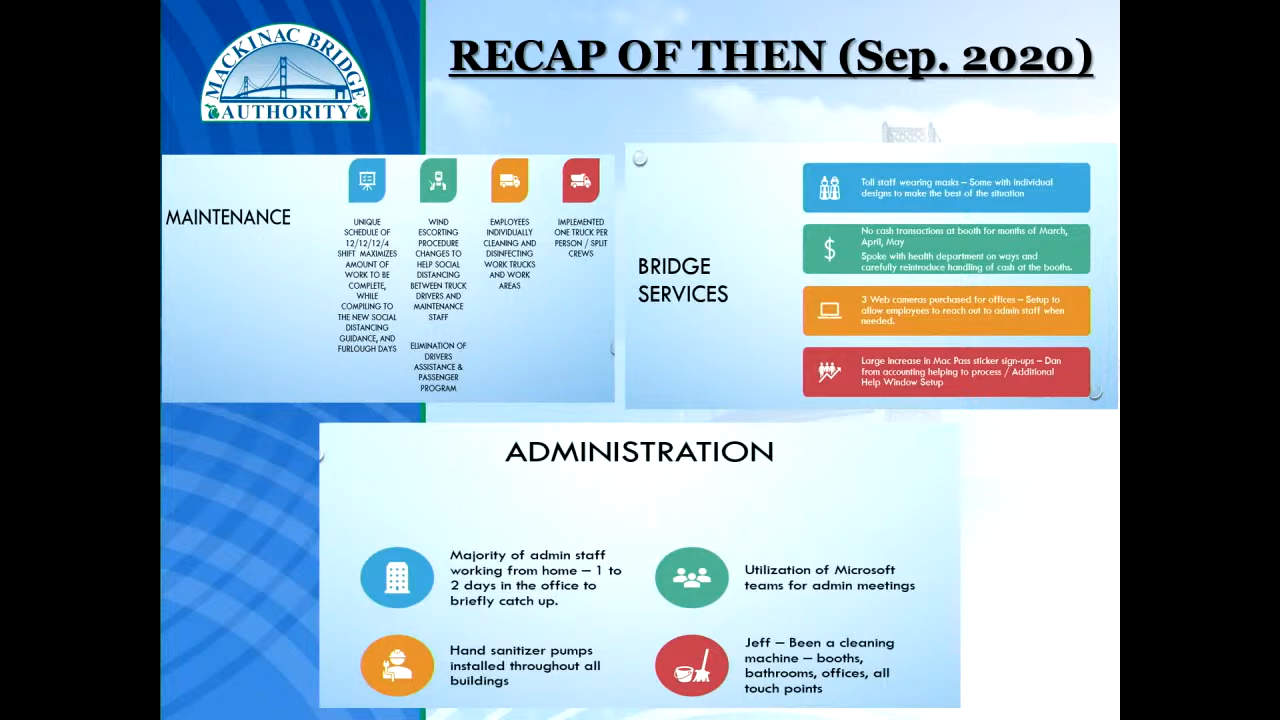 MACKINAC BRIDGE
AUTHORITY
RECAP OF THEN (Sep. 2020)
MAINTENANCE
UNIQUE
SCHEDULE OF
12/12/12/4
SHIFT MAXIMIZES
AMOUNT OF
WORK TO BE
COMPLETE,
WHILE
COMPILING TO
THE NEW SOCIAL
DISTANCING
GUIDANCE, AND
FURLOUGH DAYS
WIND
ESCORTING
PROCEDURE
CHANGES TO
HELP SOCIAL
DISTANCING
BETWEEN TRUCK
DRIVERS AND
MAINTENANCE
STAFF
ELIMINATION OF
DRIVERS
ASSISTANCE &
PASSENGER
PROGRAM
EMPLOYEES
INDIVIDUALLY
CLEANING AND
DISINFECTING
WORK TRUCKS
AND WORK
AREAS
IMPLEMENTED
ONE TRUCK PER
PERSON / SPLIT
CREWS
BRIDGE
SERVICES
Toll staff wearing masks – Some with individual
designs to make the best of the situation
No cash transactions at booth for months of March,
April, May
Spoke with health department on ways and
carefully reintroduce handling of cash at the booths.
3 Web cameras purchased for offices – Setup to
allow employees to reach out to admin staff when
needed.
Large increase in Mac Pass sticker sign-ups – Dan
from accounting helping to process / Additional
Help Window Setup
ADMINISTRATION
Majority of admin staff
working from home – 1 to
2 days in the office to
briefly catch up.
Utilization of Microsoft
teams for admin meetings
Hand sanitizer pumps
installed throughout all
buildings
Jeff – Been a cleaning
machine – booths,
bathrooms, offices, all
touch points